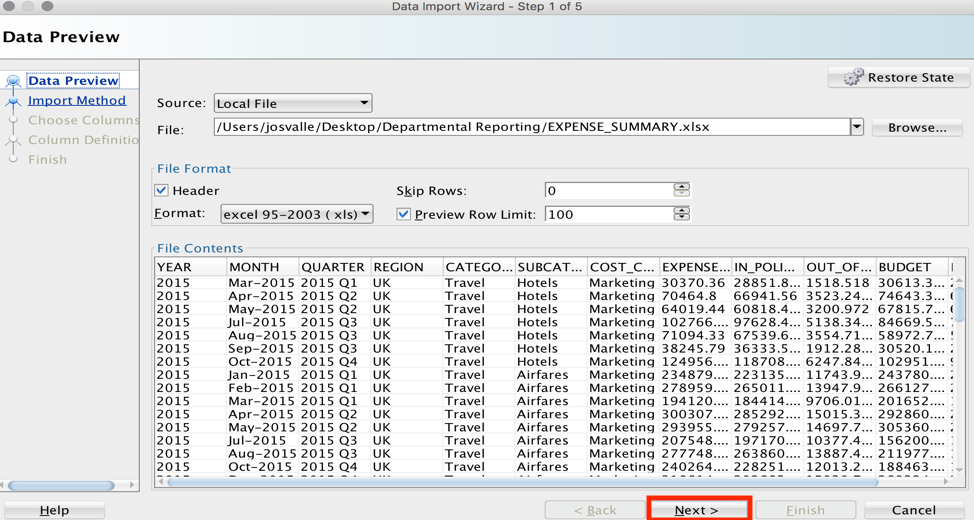 Data Import Wizard - Step 1 of 5
Data Preview
Data Preview
Import Method
Choose Columns
Column Definitio
Finish
Restore State
Source: Local File
File: /Users/josvalle/Desktop/Departmental Reporting/EXPENSE_SUMMARY.xlsx Browse...
File Format
Header Skip Rows: 0
Format: excel 95-2003 ( xls) Preview Row Limit: 100
File Contents
YEAR MONTH QUARTER REGION CATEGO... SUBCAT... COST_C... EXPENSE... IN_POLI... OUT_OF... BUDGET
2015 Mar-2015 2015 Q1 UK Travel Hotels Marketing 30370.36 28851.8... 1518.518 30613.3...
2015 Apr-2015 2015 Q2 UK Travel Hotels Marketing 70464.8 66941.56 3523.24... 74643.3...
2015 May-2015 2015 Q2 UK Travel Hotels Marketing 64019.44 60818.4... 3200.972 67815.7...
2015 Jul-2015 2015 Q3 UK Travel Hotels Marketing 102766.... 97628.4... 5138.34... 84669.5...
2015 Aug-2015 2015 Q3 UK Travel Hotels Marketing 71094.33 67539.6... 3554.71... 58972.7...
2015 Sep-2015 2015 Q3 UK Travel Hotels Marketing 38245.79 36333.5... 1912.28... 30520.1...
2015 Oct-2015 2015 Q4 UK Travel Hotels Marketing 124956.... 118708.... 6247.84... 102951....
2015 Jan-2015 2015 Q1 UK Travel Airfares Marketing 234879.... 223135.... 11743.9... 243780....
2015 Feb-2015 2015 Q1 UK Travel Airfares Marketing 278959.... 265011.... 13947.9... 266127....
2015 Mar-2015 2015 Q1 UK Travel Airfares Marketing 194120.... 184414.... 9706.01... 201652....
2015 Apr-2015 2015 Q2 UK Travel Airfares Marketing 300307.... 285292.... 15015.3... 292860....
2015 May-2015 2015 Q2 UK Travel Airfares Marketing 293955.... 279257.... 14697.7... 305360....
2015 Jul-2015 2015 Q3 UK Travel Airfares Marketing 207548.... 197170.... 10377.4... 156200....
2015 Aug-2015 2015 Q3 UK Travel Airfares Marketing 277748.... 263860.... 13887.4... 211977....
2015 Oct-2015 2015 Q4 UK Travel Airfares Marketing 240264.... 228251.... 12013.2... 188463....
Help < Back Next > Finish Cancel